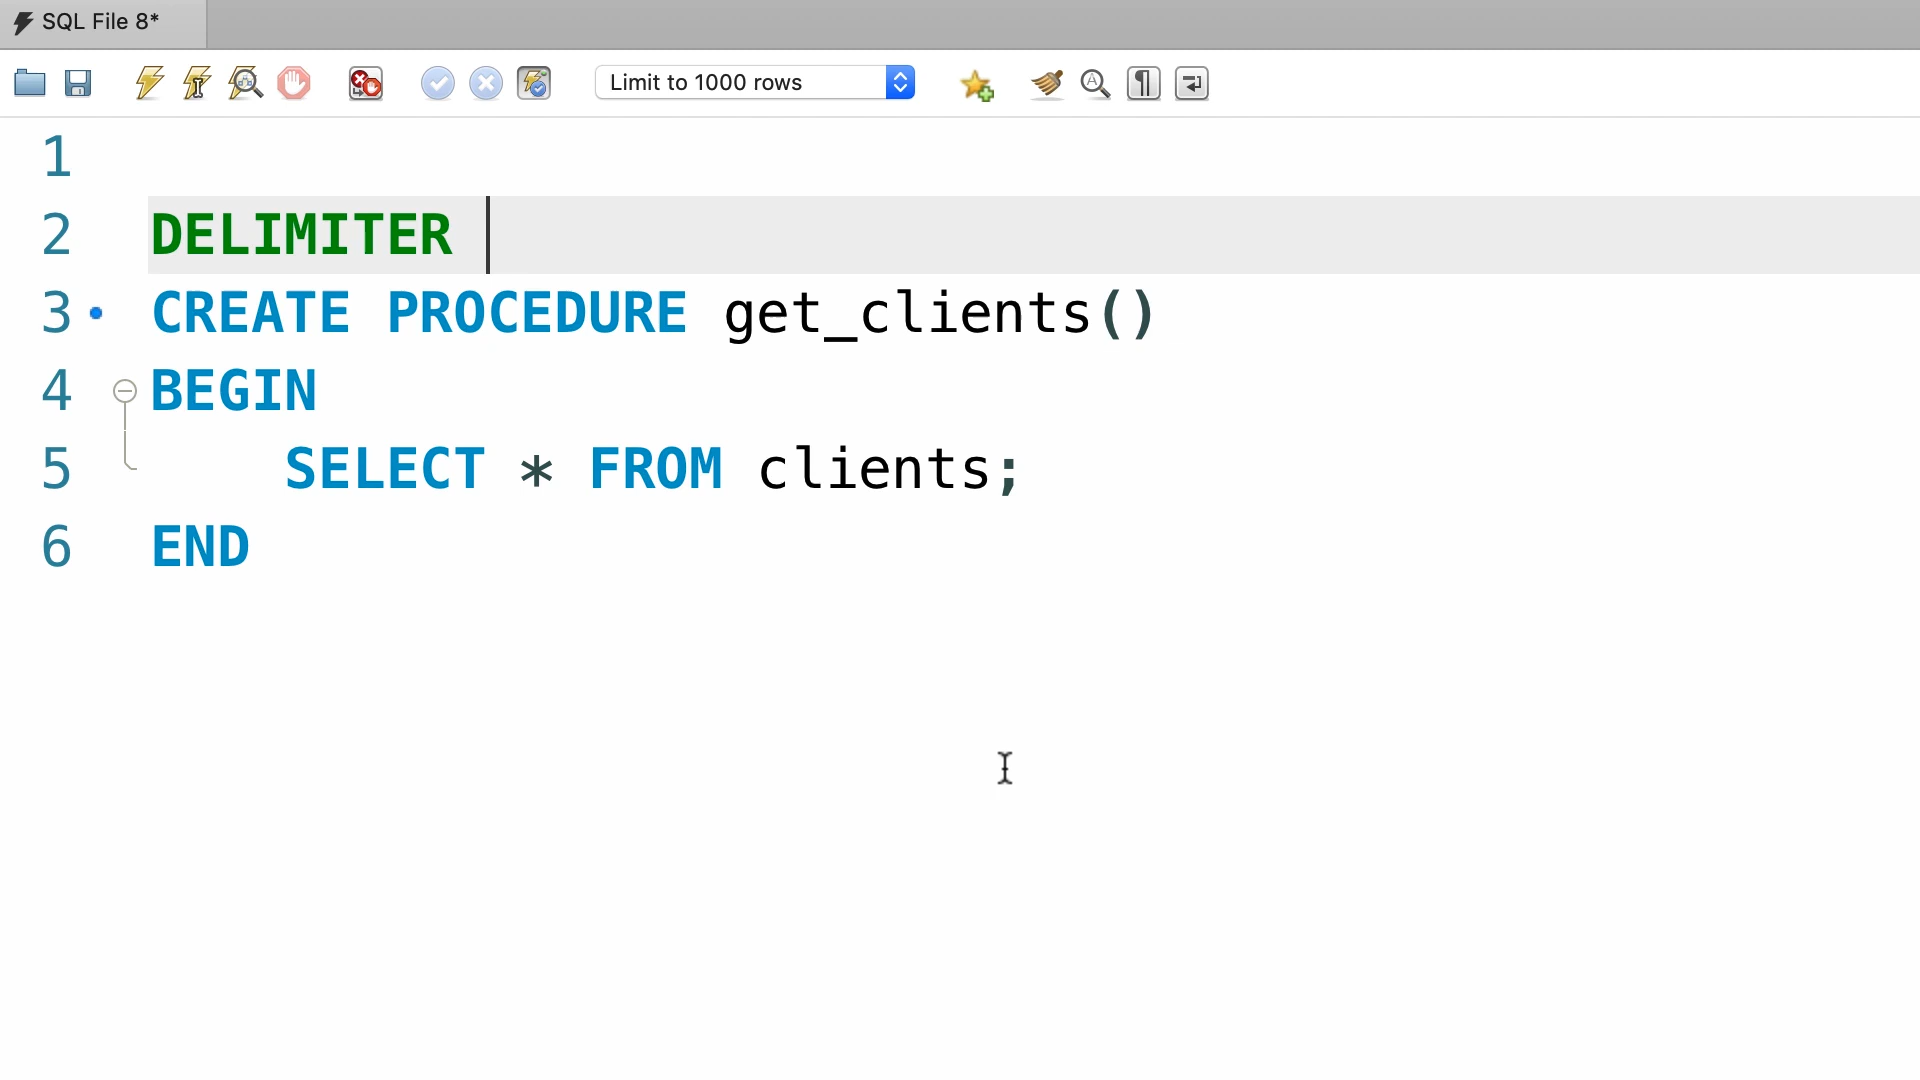 SQL File 8*
Limit to 1000 rows
1
2 DELIMITER
3 CREATE PROCEDURE get_clients()
4 BEGIN
5 SELECT * FROM clients;
6 END